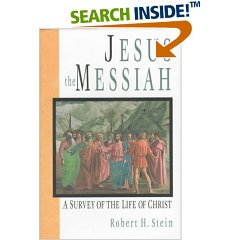 SEARCH INSIDE!™
JESUS
the MESSIAH
A SURVEY OF THE LIFE OF CHRIST
Robert H. Stein